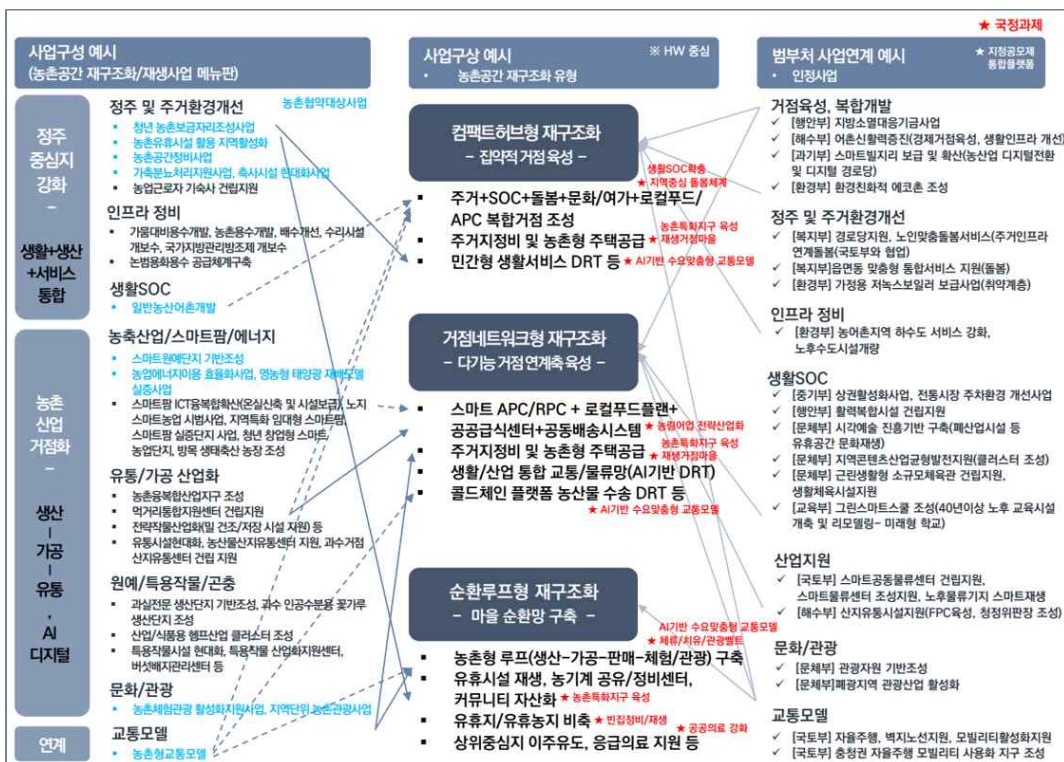 ★ 국정과제
사업구성 예시
(농촌공간 재구조화/재생사업 메뉴판)
사업구상 예시
※ HW 중심
• 농촌공간 재구조화 유형
범부처 사업연계 예시
• 인정사업
★ 지정공모제
통합플랫폼
정주
중심지
강화
–
생활+생산
+서비스
통합
농촌
산업
거점화
–
생산
–
가공
–
유통
,
AI
디지털
연계
정주 및 주거환경개선
농촌협약대상사업
▪ 청년 농촌보금자리조성사업
▪ 농촌유휴시설 활용 지역활성화
▪ 농촌공간정비사업
▪ 가축분뇨처리지원사업, 축사시설 현대화사업
▪ 농업근로자 기숙사 건립지원
인프라 정비
▪ 가뭄대비용수개발, 농촌용수개발, 배수개선, 수리시설
개보수, 국가지방관리방조제 개보수
▪ 논범용화용수 공급체계구축
생활SOC
▪ 일반농산어촌개발
농축산업/스마트팜/에너지
▪ 스마트원예단지 기반조성
▪ 농업에너지이용 효율화사업, 영농형 태양광 재배모델
실증사업
▪ 스마트팜 ICT융복합확산(온실신축 및 시설보급), 노지
스마트농업 시범사업, 지역특화 임대형 스마트팜,
스마트팜 실증단지 사업, 청년 창업형 스마트,
농업단지, 방목 생태축산 농장 조성
유통/가공 산업화
▪ 농촌융복합산업지구 조성
▪ 먹거리통합지원센터 건립지원
▪ 전략작물산업화(밀 건조/저장 시설 지원) 등
▪ 유통시설현대화, 농산물산지유통센터 지원, 과수거점
산지유통센터 건립 지원
원예/특용작물/곤충
▪ 과실전문 생산단지 기반조성, 과수 인공수분용 꽃가루
생산단지 조성
▪ 산업/식품용 헴프산업 클러스터 조성
▪ 특용작물시설 현대화, 특용작물 산업화지원센터,
버섯배지관리센터 등
문화/관광
▪ 농촌체험관광 활성화지원사업, 지역단위 농촌관광사업
교통모델
▪ 농촌형교통모델
컴팩트허브형 재구조화
– 집약적 거점 육성 –
생활SOC확충
★ 지역중심 돌봄체계
▪ 주거+SOC+돌봄+문화/여가+로컬푸드/
APC 복합거점 조성
농촌특화지구 육성
▪ 주거지정비 및 농촌형 주택공급 ★ 재생거점마을
▪ 민간형 생활서비스 DRT 등 ★ AI기반 수요맞춤형 교통모델
거점네트워크형 재구조화
– 다기능 거점 연계축 육성 –
▪ 스마트 APC/RPC + 로컬푸드플랜+
공공급식센터+공동배송시스템 ★ 농림어업 전략산업화
농촌특화지구 육성
▪ 주거지정비 및 농촌형 주택공급 ★ 재생거점마을
▪ 생활/산업 통합 교통/물류망(AI기반 DRT)
▪ 콜드체인 플랫폼 농산물 수송 DRT 등
★ AI기반 수요맞춤형 교통모델
순환루프형 재구조화
– 마을 순환망 구축 –
AI기반 수요맞춤형 교통모델
★ 체류/치유/관광벨트
▪ 농촌형 루프(생산–가공–판매–체험/관광) 구축
▪ 유휴시설 재생, 농기계 공유/정비센터,
커뮤니티 자산화 ★ 농촌특화지구 육성
▪ 유휴지/유휴농지 비축 ★ 빈집정비/재생
★ 공공의료 강화
▪ 상위중심지 이주유도, 응급의료 지원 등
거점육성, 복합개발
✓ [행안부] 지방소멸대응기금사업
✓ [해수부] 어촌신활력증진(경제거점육성, 생활인프라 개선)
✓ [과기부] 스마트빌리지 보급 및 확산(농산업 디지털전환
및 디지털 경로당)
✓ [환경부] 환경친화적 에코촌 조성
정주 및 주거환경개선
✓ [복지부] 경로당지원, 노인맞춤돌봄서비스(주거인프라
연계돌봄(국토부와 협업)
✓ [복지부]읍면동 맞춤형 통합서비스 지원(돌봄)
✓ [환경부] 가정용 저녹스보일러 보급사업(취약계층)
인프라 정비
✓ [환경부] 농어촌지역 하수도 서비스 강화,
노후수도시설개량
생활SOC
✓ [중기부] 상권활성화사업, 전통시장 주차환경 개선사업
✓ [행안부] 활력복합시설 건립지원
✓ [문체부] 시각예술 진흥기반 구축(폐산업시설 등
유휴공간 문화재생)
✓ [문체부] 지역콘텐츠산업균형발전지원(클러스터 조성)
✓ [문체부] 근린생활형 소규모체육관 건립지원,
생활체육시설지원
✓ [교육부] 그린스마트스쿨 조성(40년이상 노후 교육시설
개축 및 리모델링– 미래형 학교)
산업지원
✓ [국토부] 스마트공동물류센터 건립지원,
스마트물류센터 조성지원, 노후물류기지 스마트재생
✓ [해수부] 산지유통시설지원(FPC육성, 청정위판장 조성)
문화/관광
✓ [문체부] 관광자원 기반조성
✓ [문체부]폐광지역 관광산업 활성화
교통모델
✓ [국토부] 자율주행, 벽지노선지원, 모빌리티활성화지원
✓ [국토부] 충청권 자율주행 모빌리티 사용화 지구 조성